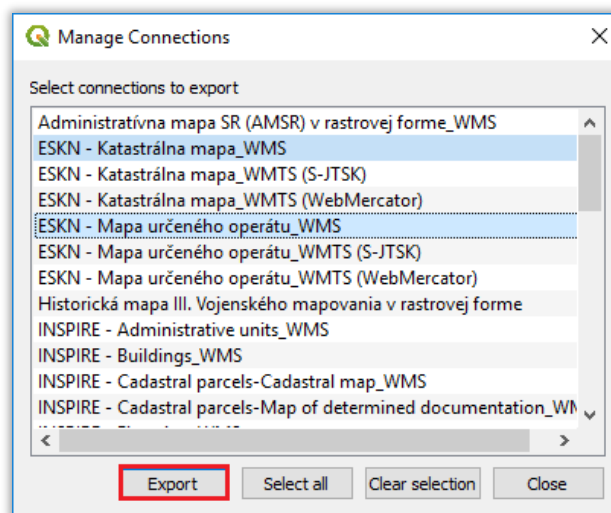 Manage Connections
Select connections to export
Administratívna mapa SR (AMSR) v rastrovej forme_WMS
ESKN - Katastrálna mapa_WMS
ESKN - Katastrálna mapa_WMTS (S-JTSK)
ESKN - Katastrálna mapa_WMTS (WebMercator)
ESKN - Mapa určeného operátu_WMS
ESKN - Mapa určeného operátu_WMTS (S-JTSK)
ESKN - Mapa určeného operátu_WMTS (WebMercator)
Historická mapa III. Vojenského mapovania v rastrovej forme
INSPIRE - Administrative units_WMS
INSPIRE - Buildings_WMS
INSPIRE - Cadastral parcels-Cadastral map_WMS
INSPIRE - Cadastral parcels-Map of determined
Export Select all Clear selection Close